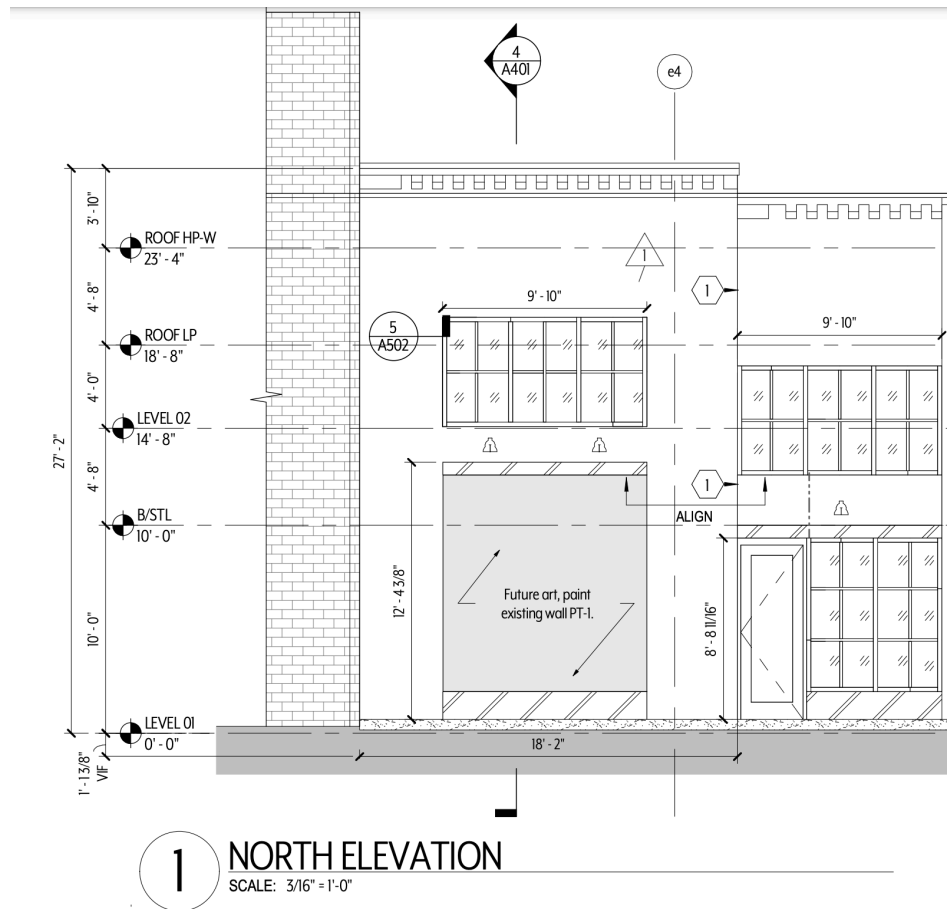 4
A401
e4
3' - 10"
ROOF HP-W
23' - 4"
1
4' - 8"
9' - 10"
1
5
A502
9' - 10"
ROOF LP
18' - 8"
4' - 0"
LEVEL 02
14' - 8"
27' - 2"
4' - 8"
1
ALIGN
B/STL
10' - 0"
12' - 4 3/8"
Future art, paint
existing wall PT-1.
8' - 8 11/16"
10' - 0"
LEVEL 01
0' - 0"
18' - 2"
1' - 1 3/8"
VIF
1
NORTH ELEVATION
SCALE: 3/16" = 1'-0"